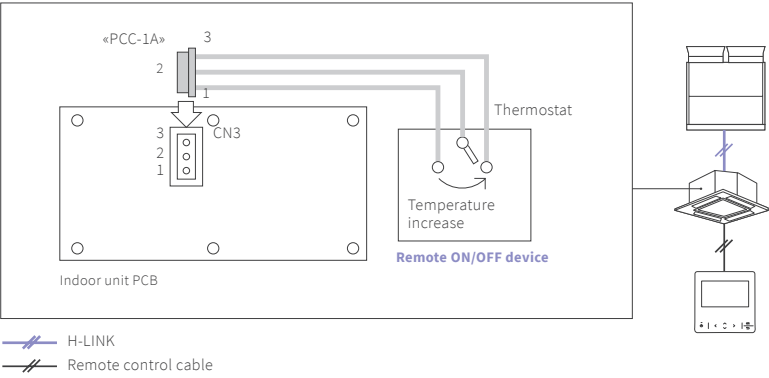 «PCC-1A»
3
2
1
Thermostat
3
CN3
2
1
Temperature
increase
Remote ON/OFF device
Indoor unit PCB
H-LINK
Remote control cable